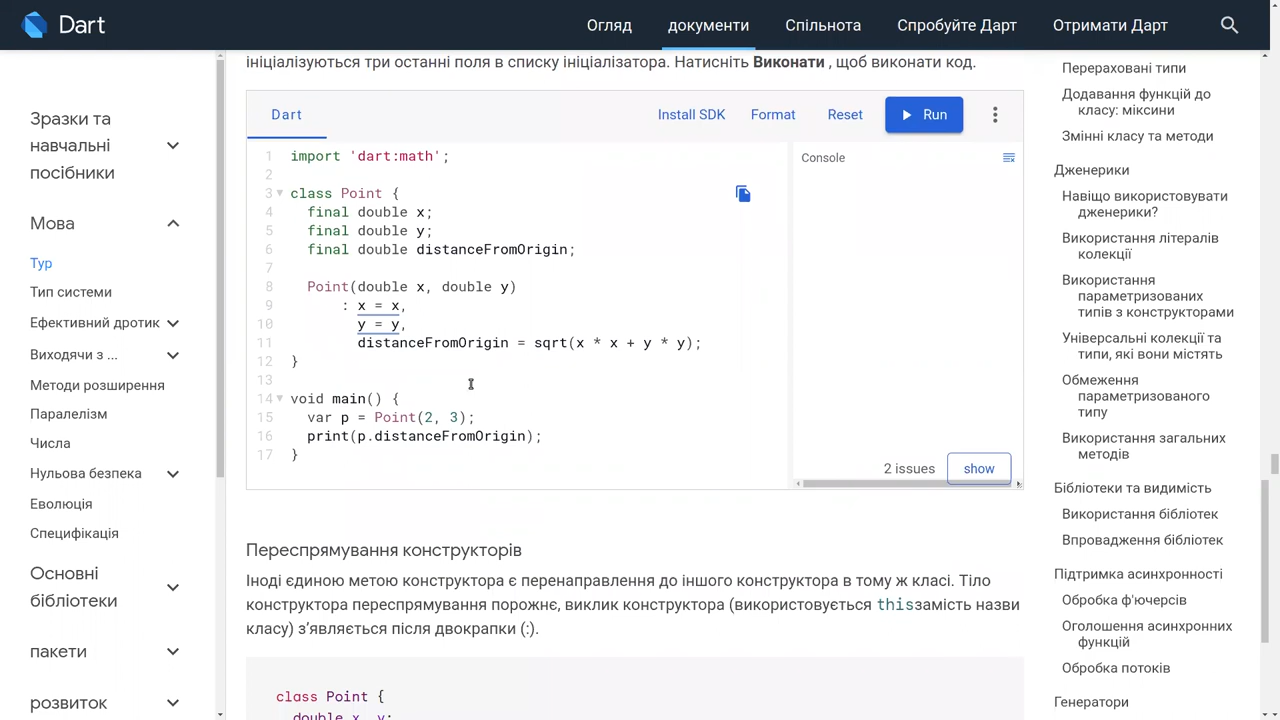 Dart
Огляд
документи
Спільнота
Спробуйте Дарт
Отримати Дарт
Зразки та
навчальні
посібники
Мова
Тур
Тип системи
Ефективний дротик
Виходячи з ...
Методи розширення
Паралелізм
Числа
Нульова безпека
Еволюція
Специфікація
Основні
бібліотеки
пакети
розвиток
ініціалізуються три останні поля в списку ініціалізатора. Натисніть Виконати , щоб виконати код.
Dart
Install SDK
Format
Reset
Run
1 import 'dart:math';
2
3 class Point {
4 final double x;
5 final double y;
6 final double distanceFromOrigin;
7
8 Point(double x, double y)
9 : x = x,
10 y = y,
11 distanceFromOrigin = sqrt(x * x + y * y);
12 }
13
14 void main() {
15 var p = Point(2, 3);
16 print(p.distanceFromOrigin);
17 }
Console
2 issues
show
Переспрямування конструкторів
Іноді єдиною метою конструктора є перенаправлення до іншого конструктора в тому ж класі. Тіло
конструктора переспрямування порожнє, виклик конструктора (використовується thisзамість назви
класу) з’являється після двокрапки (:).
class Point {
double x, y;
Перераховані типи
Додавання функцій до
класу: міксини
Змінні класу та методи
Дженерики
Навіщо використовувати
дженерики?
Використання літералів
колекції
Використання
параметризованих
типів з конструкторами
Універсальні колекції та
типи, які вони містять
Обмеження
параметризованого
типу
Використання загальних
методів
Бібліотеки та видимість
Використання бібліотек
Впровадження бібліотек
Підтримка асинхронності
Обробка ф'ючерсів
Оголошення асинхронних
функцій
Обробка потоків
Генератори